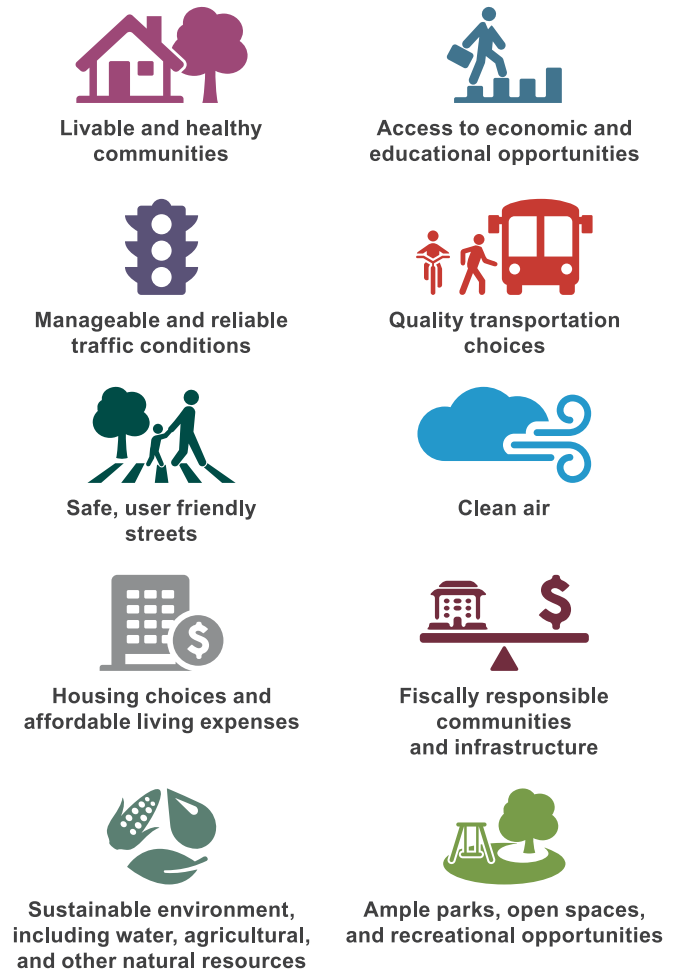 Livable and healthy
communities
Access to economic and
educational opportunities
Manageable and reliable
traffic conditions
Quality transportation
choices
Safe, user friendly
streets
Clean air
$
Housing choices and
affordable living expenses
$
Fiscally responsible
communities
and infrastructure
Sustainable environment,
including water, agricultural,
and other natural resources
Ample parks, open spaces,
and recreational opportunities